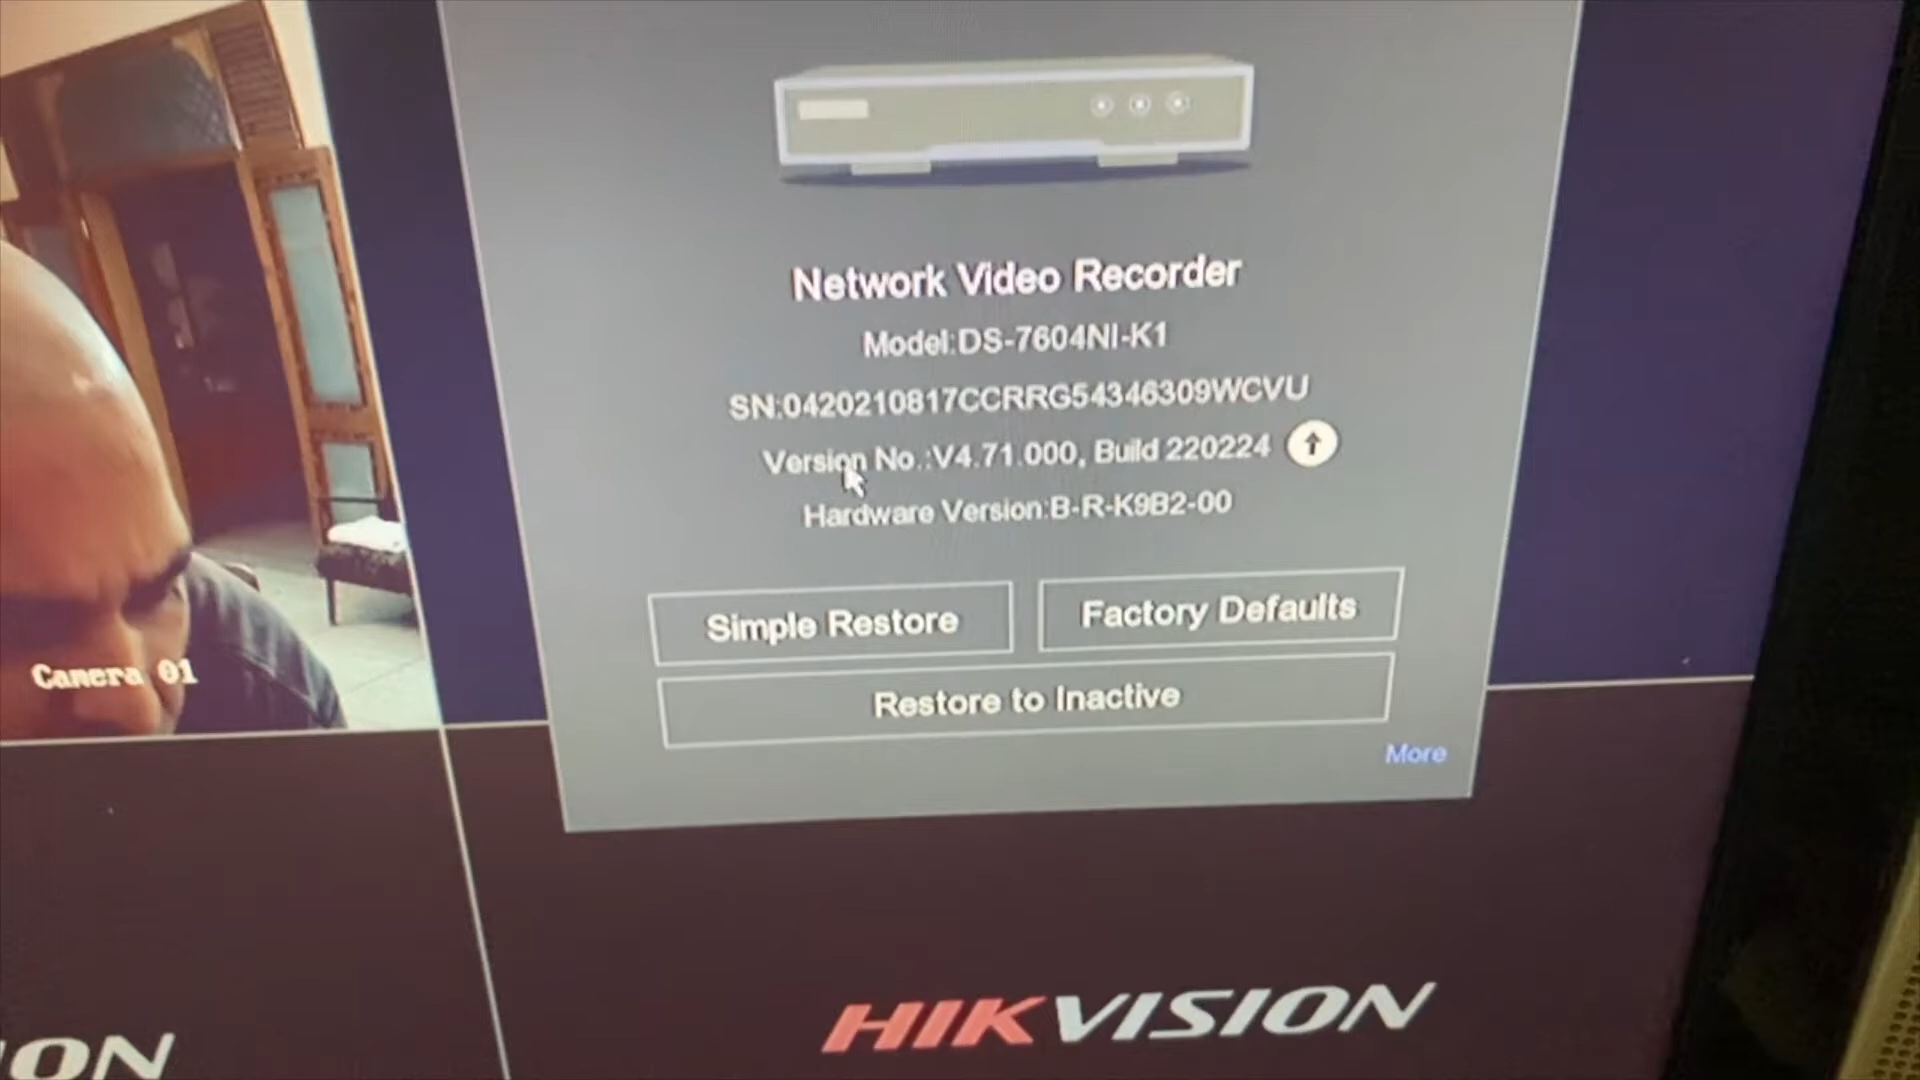 Network Video Recorder
Model:DS-7604NI-K1
SN:0420210817CCRRG54346309WCVU
Version No.:V4.71.000, Build 220224
Hardware Version:B-R-K9B2-00
Simple Restore
Factory Defaults
Restore to Inactive
Camera 01
More
HIKVISION
ION